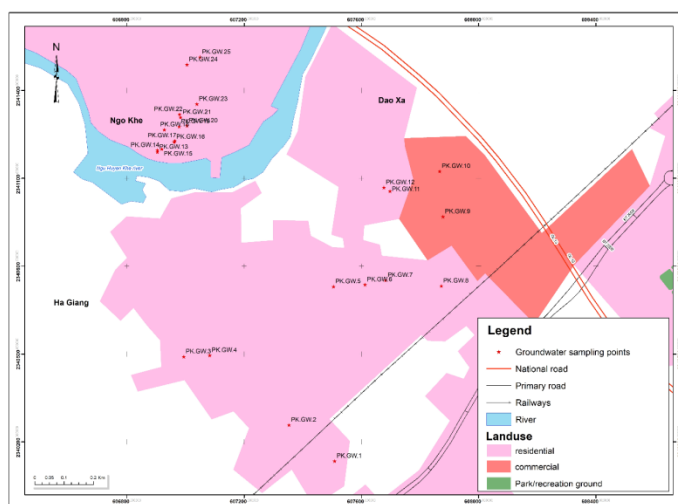 606800
607200
607600
608000
608400
N
PK.GW.25
PK.GW.24
PK.GW.23
Dao Xa
PK.GW.22
PK.GW.21
Ngo Khe
PK.GW.17
PK.GW.16
PK.GW.14
PK.GW.13
PK.GW.15
PK.GW.10
Ngu Huyen Khe river
PK.GW.12
PK.GW.11
PK.GW.9
PK.GW.7
PK.GW.5
PK.GW.6
PK.GW.8
Ha Giang
PK.GW.3
PK.GW.4
PK.GW.2
PK.GW.1
Legend
Groundwater sampling points
National road
Primary road
Railways
River
Landuse
residential
commercial
Park/recreation ground